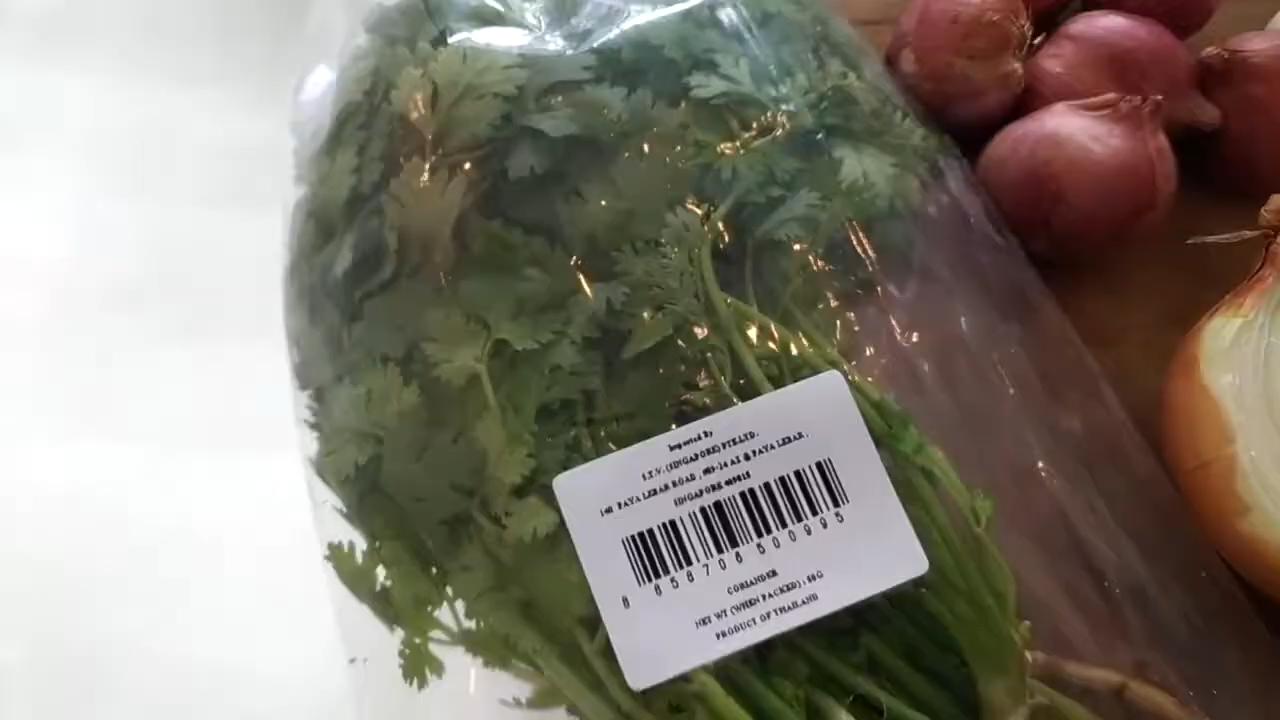 Imported By
S.T.V. (SINGAPORE) PTE.LTD.
140 PAYA LEBAR ROAD, #03-14 AZ @ PAYA LEBAR,
SINGAPORE 409015
8 858706 500995
CORIANDER
NET WT (WHEN PACKED) : 50G
PRODUCT OF THAILAND